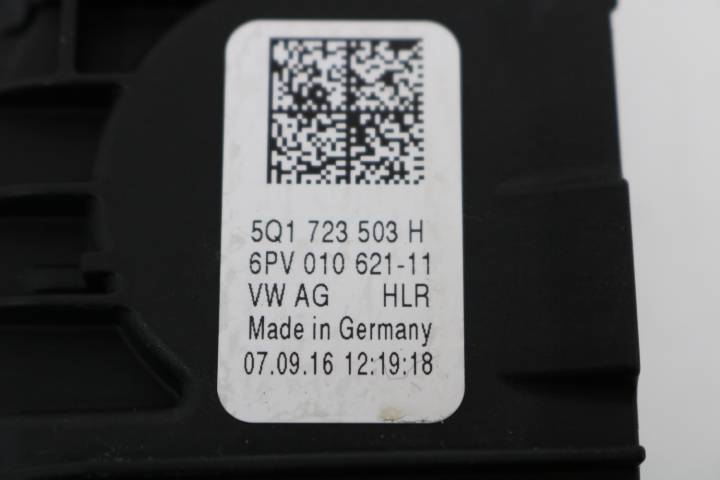 5Q1 723 503 H
6PV 010 621-11
VW AG HLR
Made in Germany
07.09.16 12:19:18